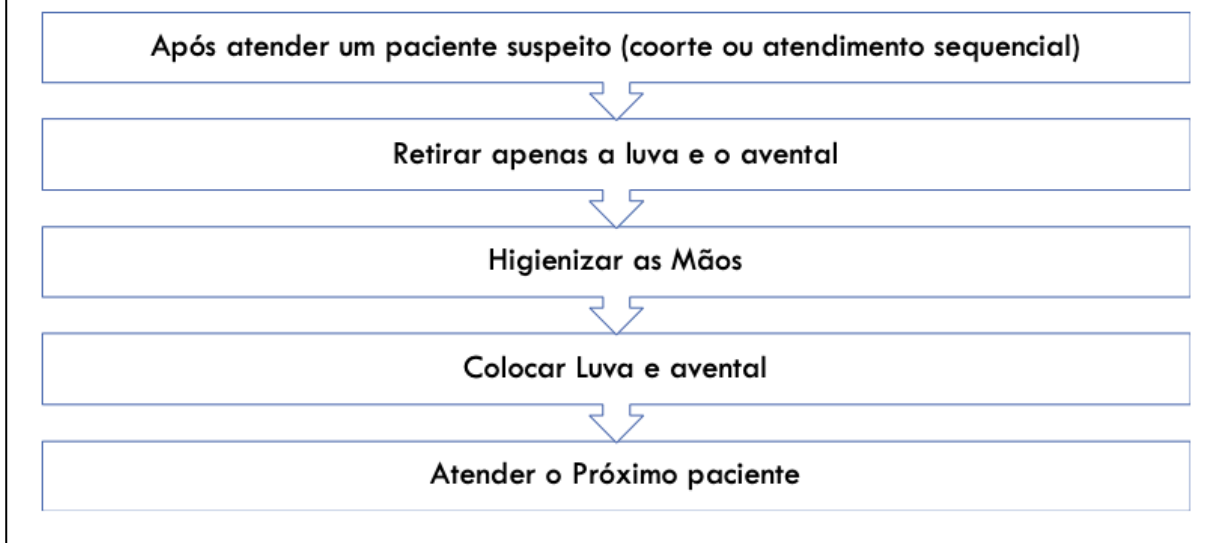 Após atender um paciente suspeito (coorte ou atendimento sequencial)
Retirar apenas a luva e o avental
Higienizar as Mãos
Colocar Luva e avental
Atender o Próximo paciente